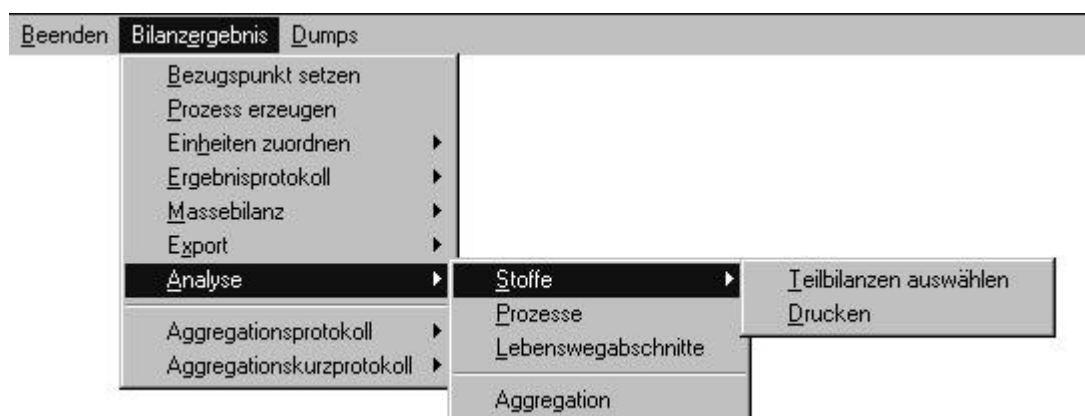 Beenden Bilanzergebnis Dumps
Bezugspunkt setzen
Prozess erzeugen
Einheiten zuordnen
Ergebnisprotokoll
Massebilanz
Export
Analyse
Aggregationsprotokoll
Aggregationskurzprotokoll
Stoffe
Prozesse
Lebenswegabschnitte
Aggregation
Teilbilanzen auswählen
Drucken